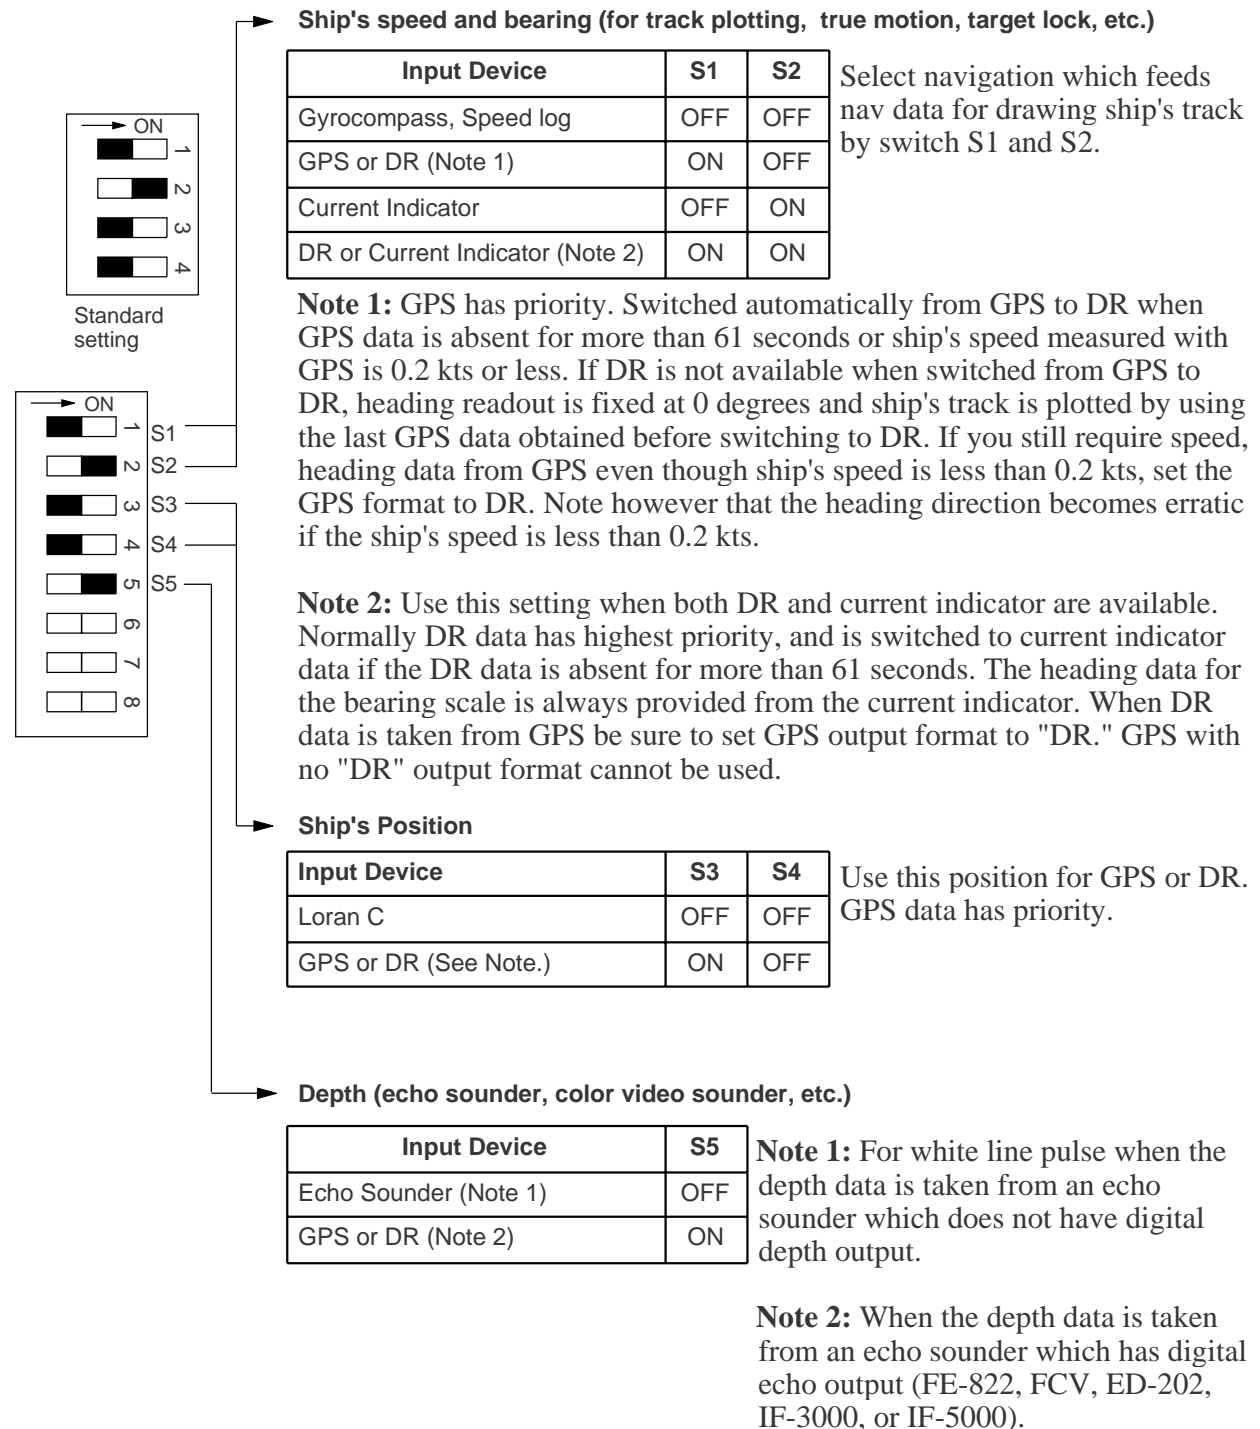 Ship's speed and bearing (for track plotting, true motion, target lock, etc.)
Input Device S1 S2
Gyrocompass, Speed log OFF OFF
GPS or DR (Note 1) ON OFF
Current Indicator OFF ON
DR or Current Indicator (Note 2) ON ON
Select navigation which feeds
nav data for drawing ship's track
by switch S1 and S2.
ON
1
2
3
4
Standard
setting
Note 1: GPS has priority. Switched automatically from GPS to DR when
GPS data is absent for more than 61 seconds or ship's speed measured with
GPS is 0.2 kts or less. If DR is not available when switched from GPS to
DR, heading readout is fixed at 0 degrees and ship's track is plotted by using
the last GPS data obtained before switching to DR. If you still require speed,
heading data from GPS even though ship's speed is less than 0.2 kts, set the
GPS format to DR. Note however that the heading direction becomes erratic
if the ship's speed is less than 0.2 kts.
ON
1 S1
2 S2
3 S3
4 S4
5 S5
6
7
8
Note 2: Use this setting when both DR and current indicator are available.
Normally DR data has highest priority, and is switched to current indicator
data if the DR data is absent for more than 61 seconds. The heading data for
the bearing scale is always provided from the current indicator. When DR
data is taken from GPS be sure to set GPS output format to "DR." GPS with
no "DR" output format cannot be used.
Ship's Position
Input Device S3 S4
Loran C OFF OFF
GPS or DR (See Note.) ON OFF
Use this position for GPS or DR.
GPS data has priority.
Depth (echo sounder, color video sounder, etc.)
Input Device S5
Echo Sounder (Note 1) OFF
GPS or DR (Note 2) ON
Note 1: For white line pulse when the
depth data is taken from an echo
sounder which does not have digital
depth output.
Note 2: When the depth data is taken
from an echo sounder which has digital
echo output (FE-822, FCV, ED-202,
IF-3000, or IF-5000).